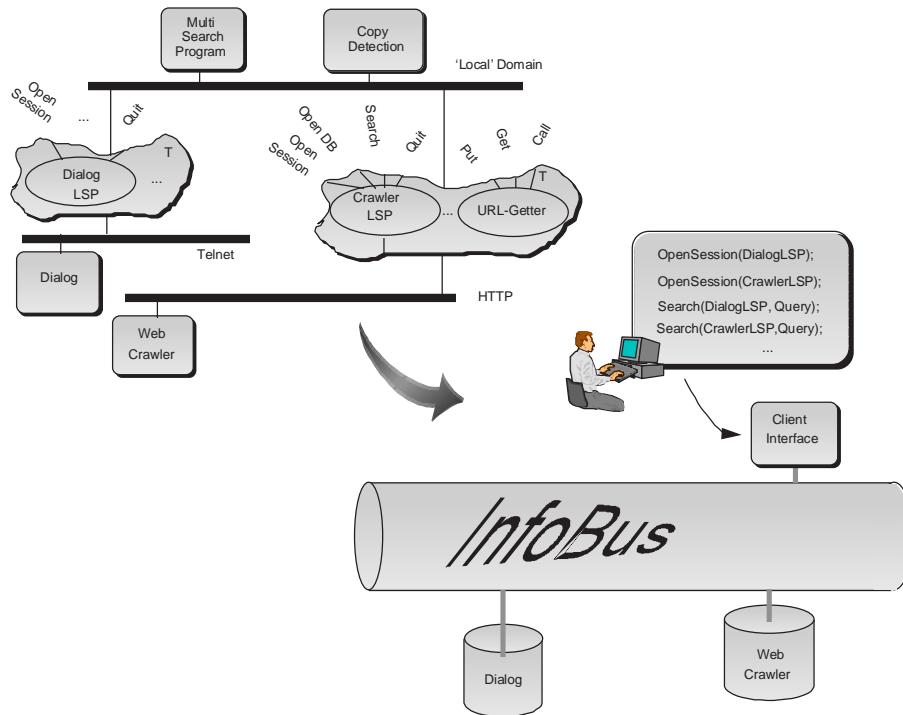 Multi
Search
Program
Copy
Detection
'Local' Domain
Open
Session
...
Quit
Open
Session
Open DB
Search
Quit
Put
Get
Call
T
Dialog
LSP
...
T
Crawler
LSP
...
URL-Getter
Telnet
Dialog
HTTP
Web
Crawler
OpenSession(DialogLSP);
OpenSession(CrawlerLSP);
Search(DialogLSP, Query);
Search(CrawlerLSP,Query);
...
Client
Interface
InfoBus
Dialog
Web
Crawler